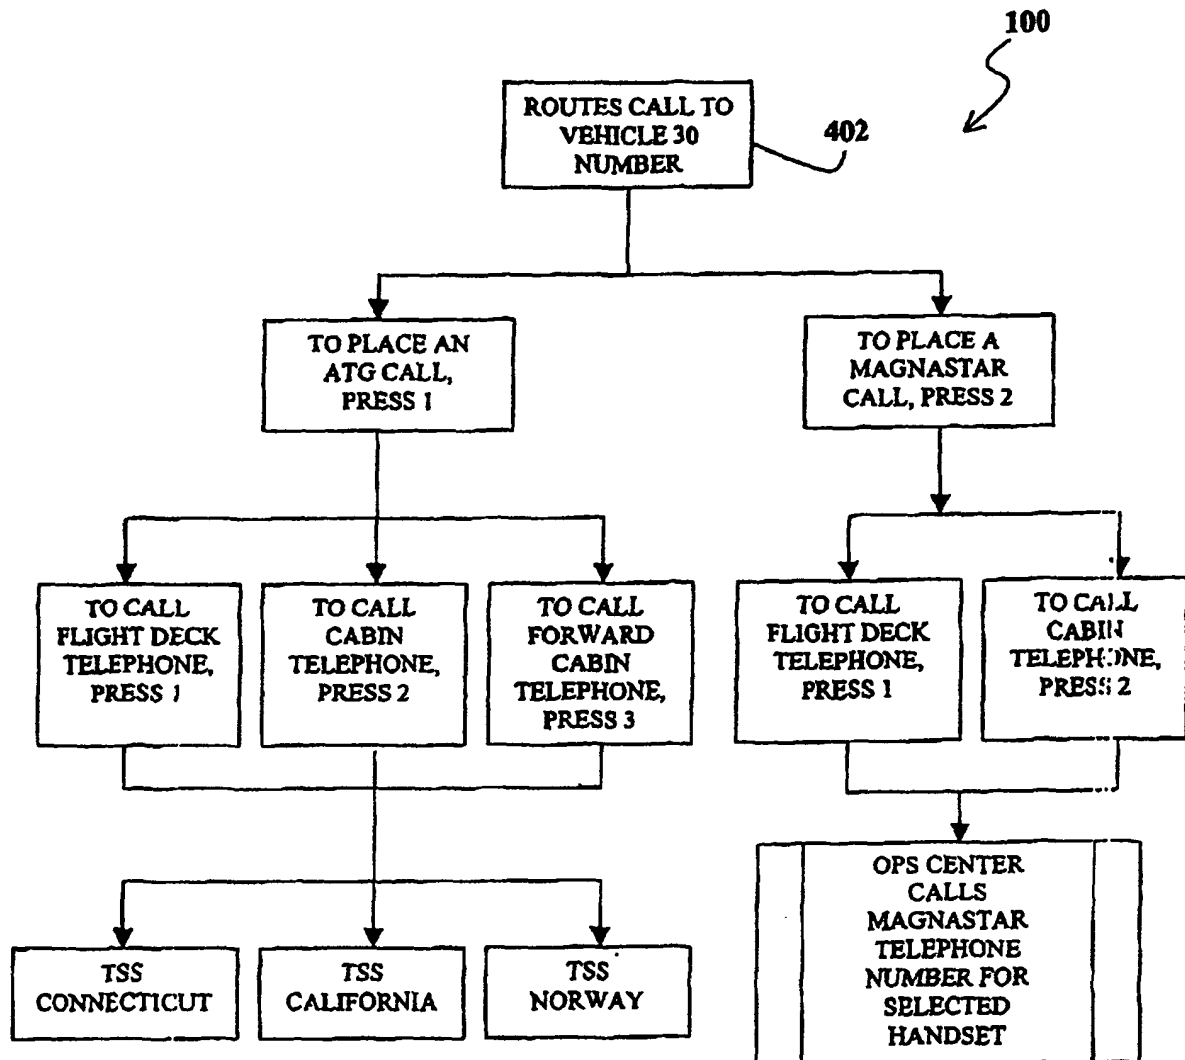 100
ROUTES CALL TO
VEHICLE 30
NUMBER
402
TO PLACE AN
ATG CALL,
PRESS 1
TO PLACE A
MAGNASTAR
CALL, PRESS 2
TO CALL
FLIGHT DECK
TELEPHONE,
PRESS 1
TO CALL
CABIN
TELEPHONE,
PRESS 2
TO CALL
FORWARD
CABIN
TELEPHONE,
PRESS 3
TO CALL
FLIGHT DECK
TELEPHONE,
PRESS 1
TO CALL
CABIN
TELEPHONE,
PRESS 2
TSS
CONNECTICUT
TSS
CALIFORNIA
TSS
NORWAY
OPS CENTER
CALLS
MAGNASTAR
TELEPHONE
NUMBER FOR
SELECTED
HANDSET